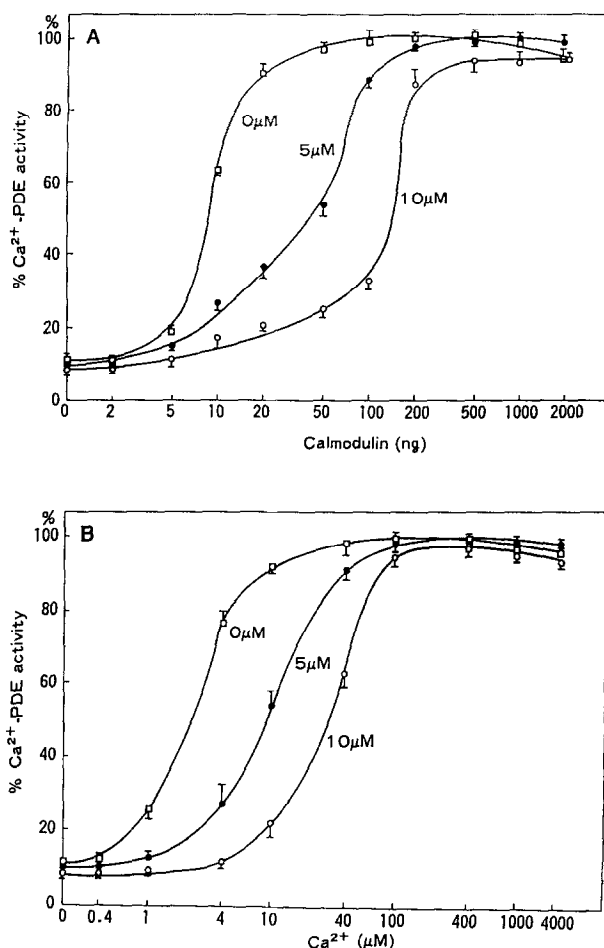 %
A
100
80
60
40
20
0
% Ca²⁺-PDE activity
0μM
5μM
10μM
0 2 5 10 20 50 100 200 500 1000 2000
Calmodulin (ng)
%
B
100
80
60
40
20
0
% Ca²⁺-PDE activity
0μM
5μM
10μM
0 0.4 1 4 10 40 100 400 1000 4000
Ca²⁺ (μM)